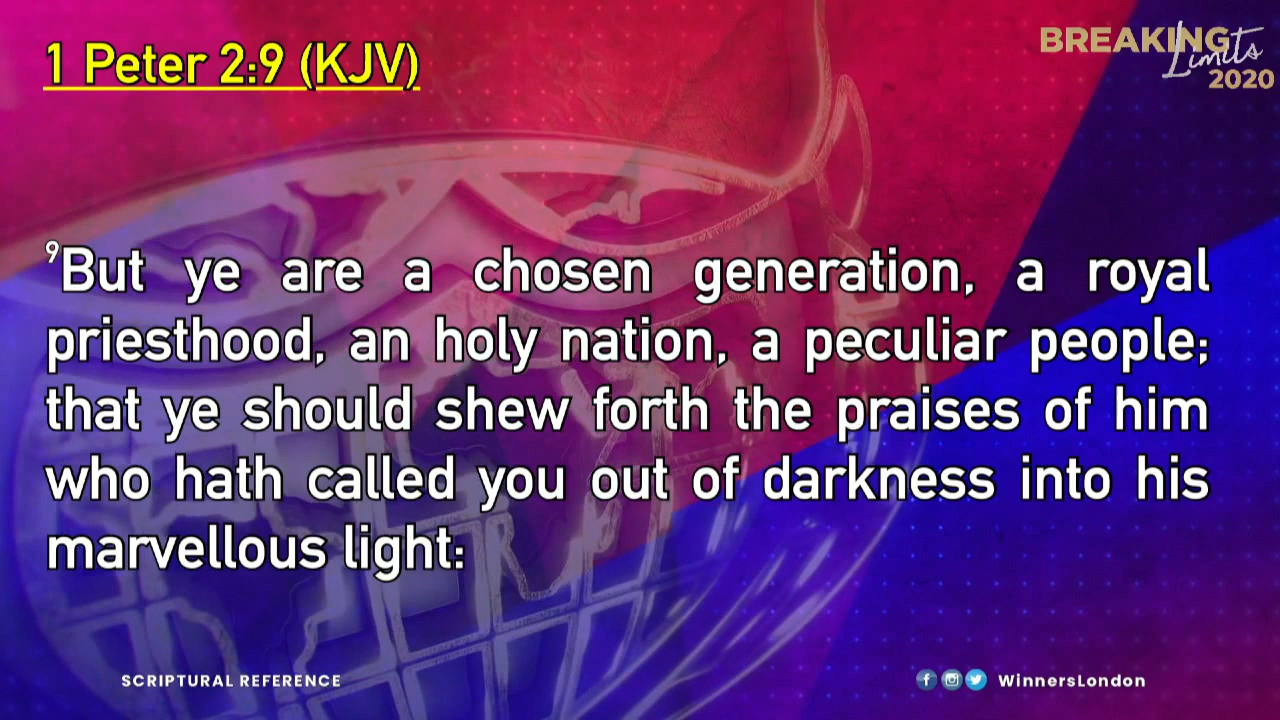 1 Peter 2:9 (KJV)
BREAKING
Limits
2020
⁹But ye are a chosen generation, a royal
priesthood, an holy nation, a peculiar people;
that ye should shew forth the praises of him
who hath called you out of darkness into his
marvellous light:
SCRIPTURAL REFERENCE
WinnersLondon